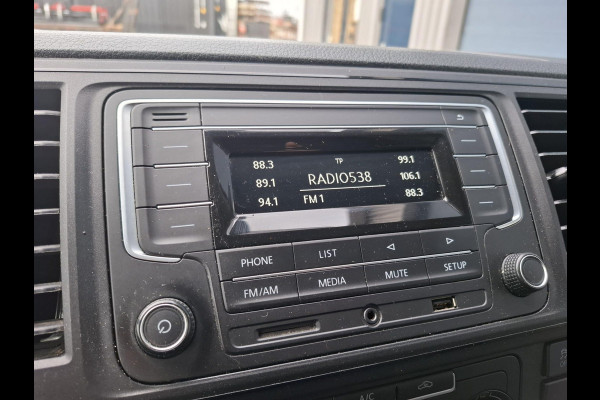 88.3 TP 99.1
89.1 RADIO538 106.1
94.1 FM 1 88.3
PHONE LIST
FM/AM MEDIA MUTE SETUP
A/C